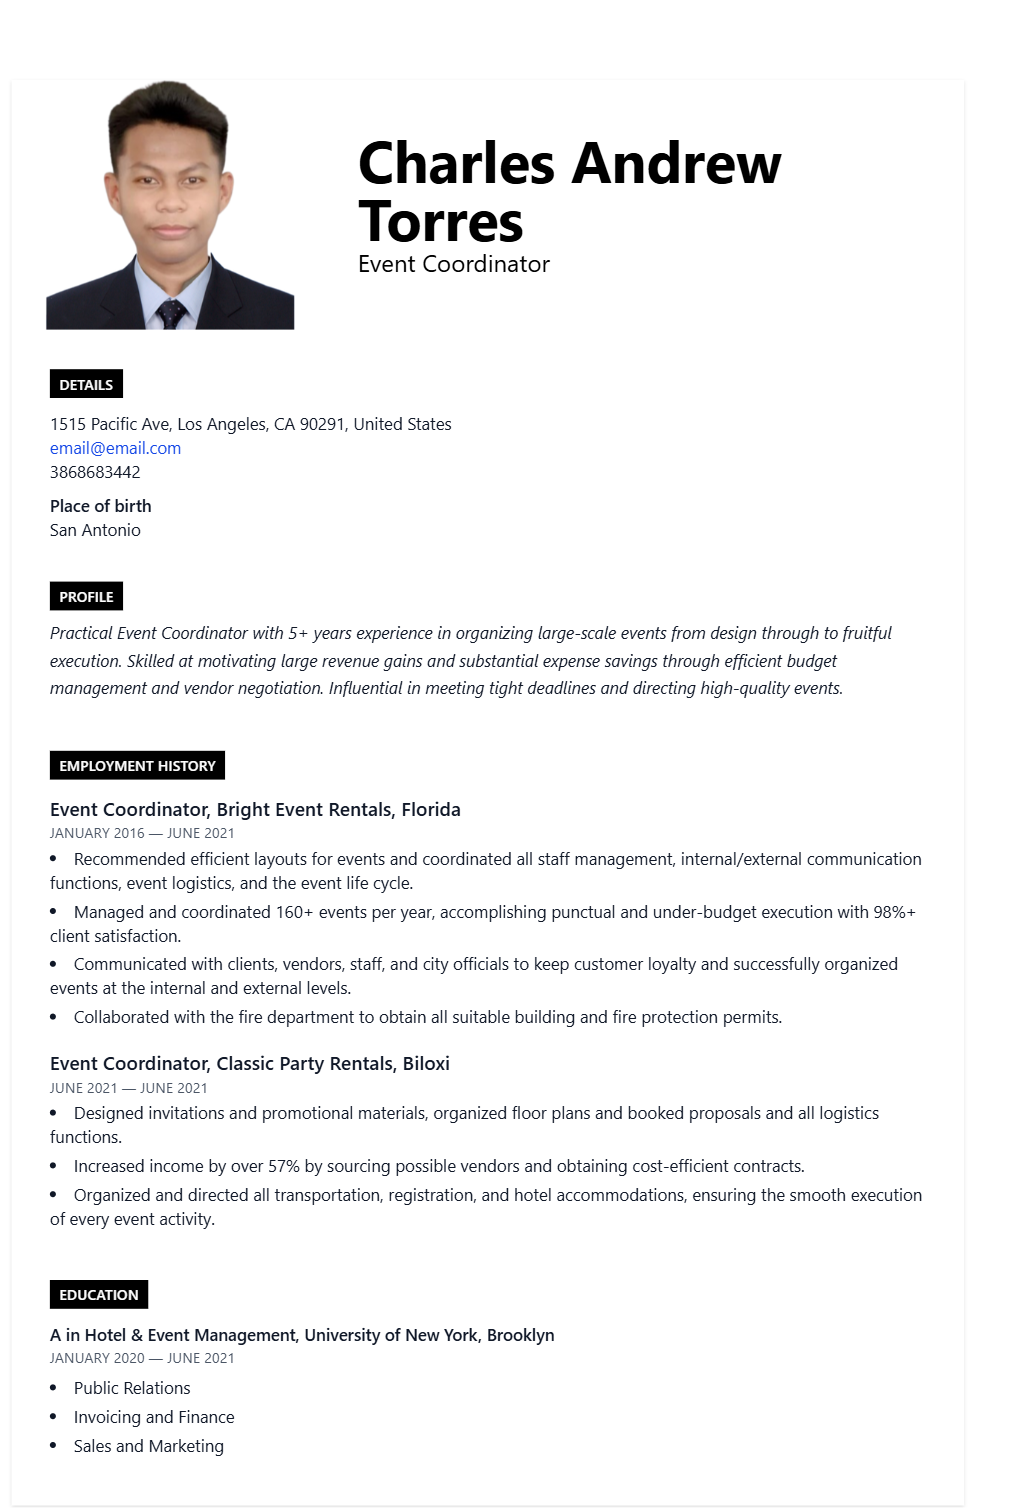 Charles Andrew
Torres
Event Coordinator
DETAILS
1515 Pacific Ave, Los Angeles, CA 90291, United States
email@email.com
3868683442
Place of birth
San Antonio
PROFILE
Practical Event Coordinator with 5+ years experience in organizing large-scale events from design through to fruitful
execution. Skilled at motivating large revenue gains and substantial expense savings through efficient budget
management and vendor negotiation. Influential in meeting tight deadlines and directing high-quality events.
EMPLOYMENT HISTORY
Event Coordinator, Bright Event Rentals, Florida
JANUARY 2016 — JUNE 2021
• Recommended efficient layouts for events and coordinated all staff management, internal/external communication
functions, event logistics, and the event life cycle.
• Managed and coordinated 160+ events per year, accomplishing punctual and under-budget execution with 98%+
client satisfaction.
• Communicated with clients, vendors, staff, and city officials to keep customer loyalty and successfully organized
events at the internal and external levels.
• Collaborated with the fire department to obtain all suitable building and fire protection permits.
Event Coordinator, Classic Party Rentals, Biloxi
JUNE 2021 — JUNE 2021
• Designed invitations and promotional materials, organized floor plans and booked proposals and all logistics
functions.
• Increased income by over 57% by sourcing possible vendors and obtaining cost-efficient contracts.
• Organized and directed all transportation, registration, and hotel accommodations, ensuring the smooth execution
of every event activity.
EDUCATION
A in Hotel & Event Management, University of New York, Brooklyn
JANUARY 2020 — JUNE 2021
• Public Relations
• Invoicing and Finance
• Sales and Marketing